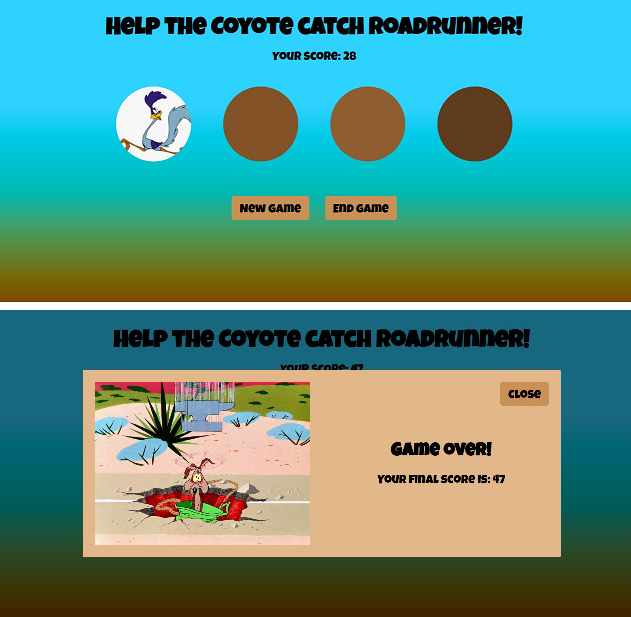 HELP THE COYOTE CATCH ROADRUNNER!
YOUR SCORE: 28
NEW GAME
END GAME
HELP THE COYOTE CATCH ROADRUNNER!
YOUR SCORE: 47
CLOSE
GAME OVER!
YOUR FINAL SCORE IS: 47